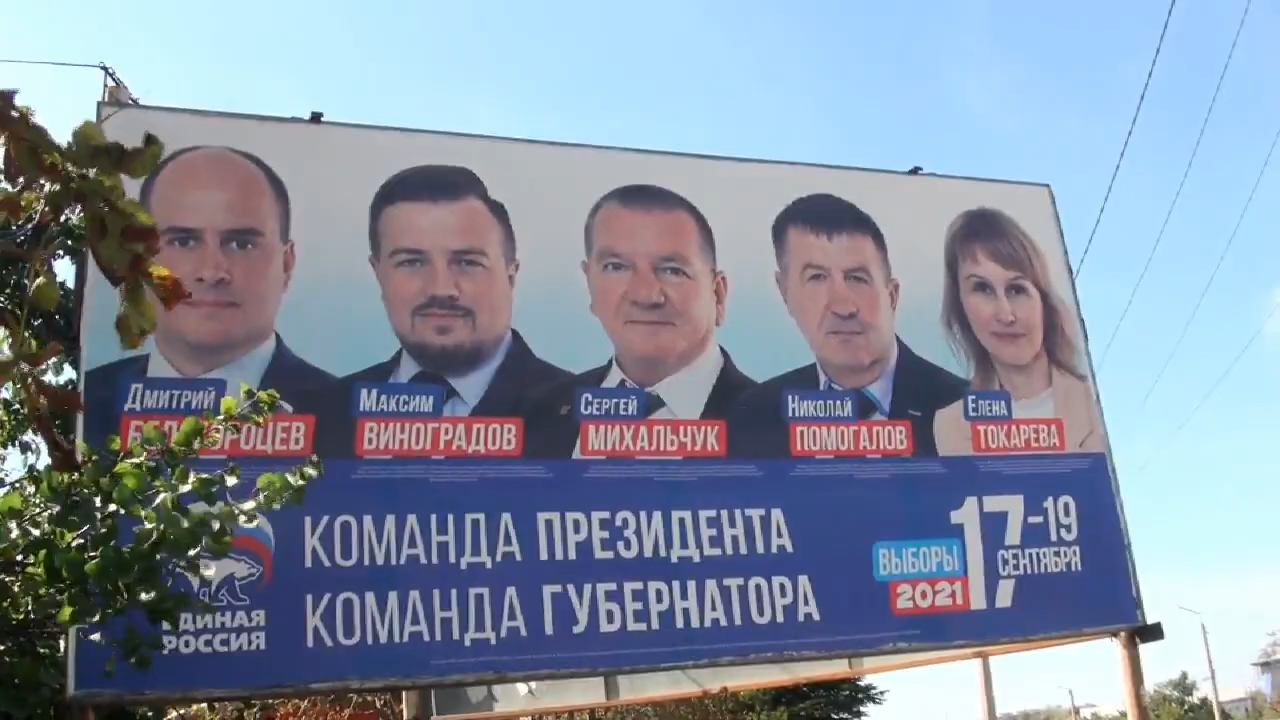 Дмитрий
Максим
ВИНОГРАДОВ
Сергей
МИХАЛЬЧУК
Николай
ПОМОГАЛОВ
Елена
ТОКАРЕВА
ЕДИНАЯ
РОССИЯ
КОМАНДА ПРЕЗИДЕНТА
КОМАНДА ГУБЕРНАТОРА
ВЫБОРЫ
2021
17-19
СЕНТЯБРЯ